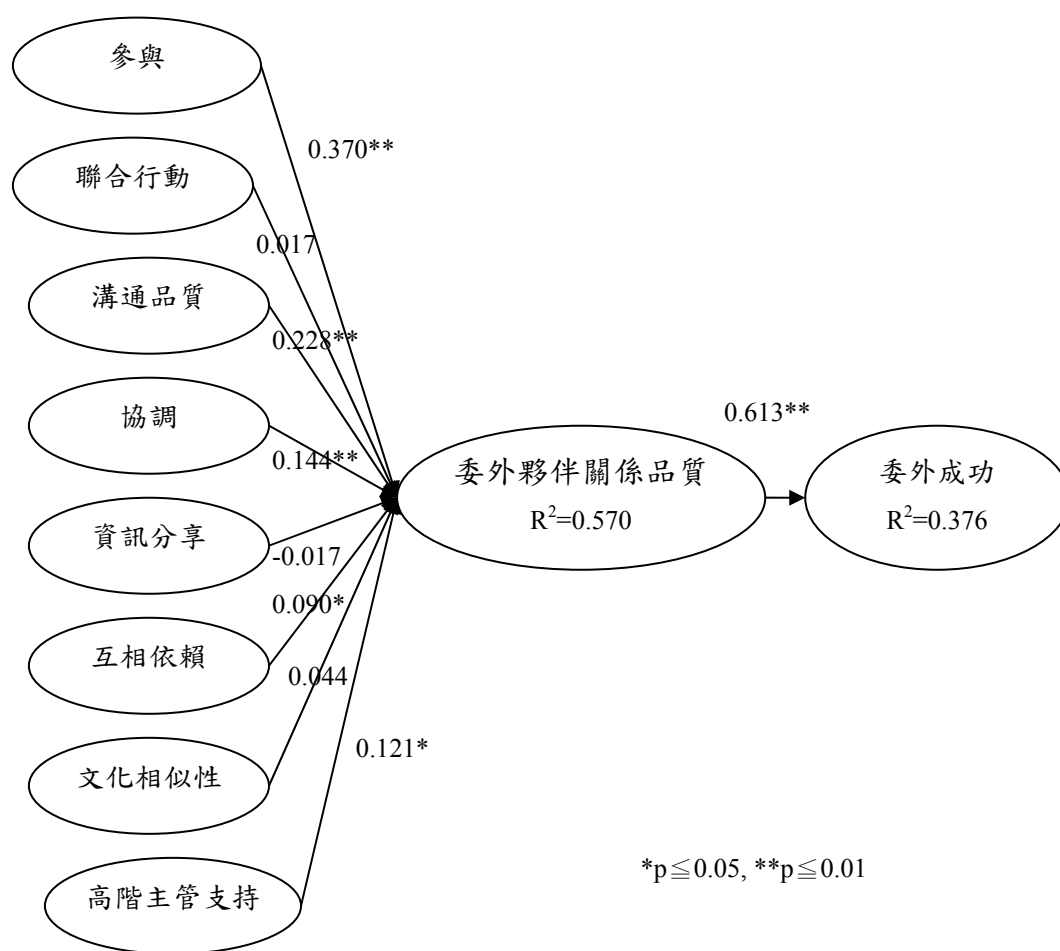 參與
0.370**
聯合行動
0.017
溝通品質
0.228**
協調
0.144**
資訊分享
-0.017
互相依賴
0.090*
文化相似性
0.044
高階主管支持
0.121*
委外夥伴關係品質
R²=0.570
0.613**
委外成功
R²=0.376
*p≦0.05, **p≦0.01